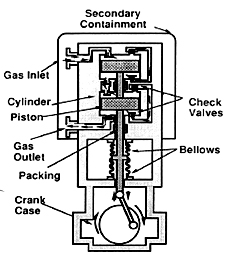 Secondary
Containment
Gas Inlet
Cylinder
Piston
Check
Valves
Gas
Outlet
Bellows
Packing
Crank
Case